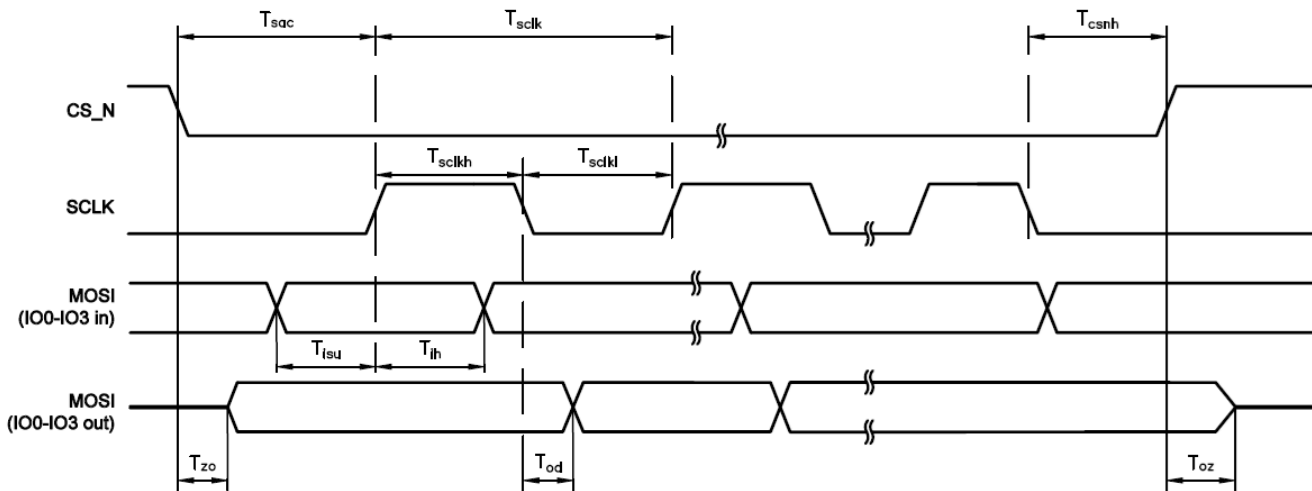 Tsac
Tsclk
Tcsnh
CS_N
Tsclkh
Tsclkl
SCLK
MOSI
(IO0-IO3 in)
Tisu
Tih
MOSI
(IO0-IO3 out)
Tzo
Tod
Toz